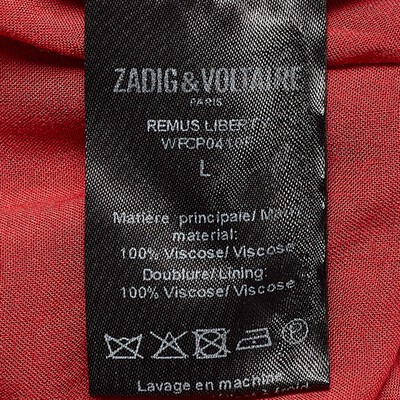 ZADIG & VOLTAIRE
PARIS
REMUS LIBERTY
L
Matière principale/ Main
material:
100% Viscose/ Viscose
Doublure/ Lining:
100% Viscose/ Viscose
P
Lavage en machine